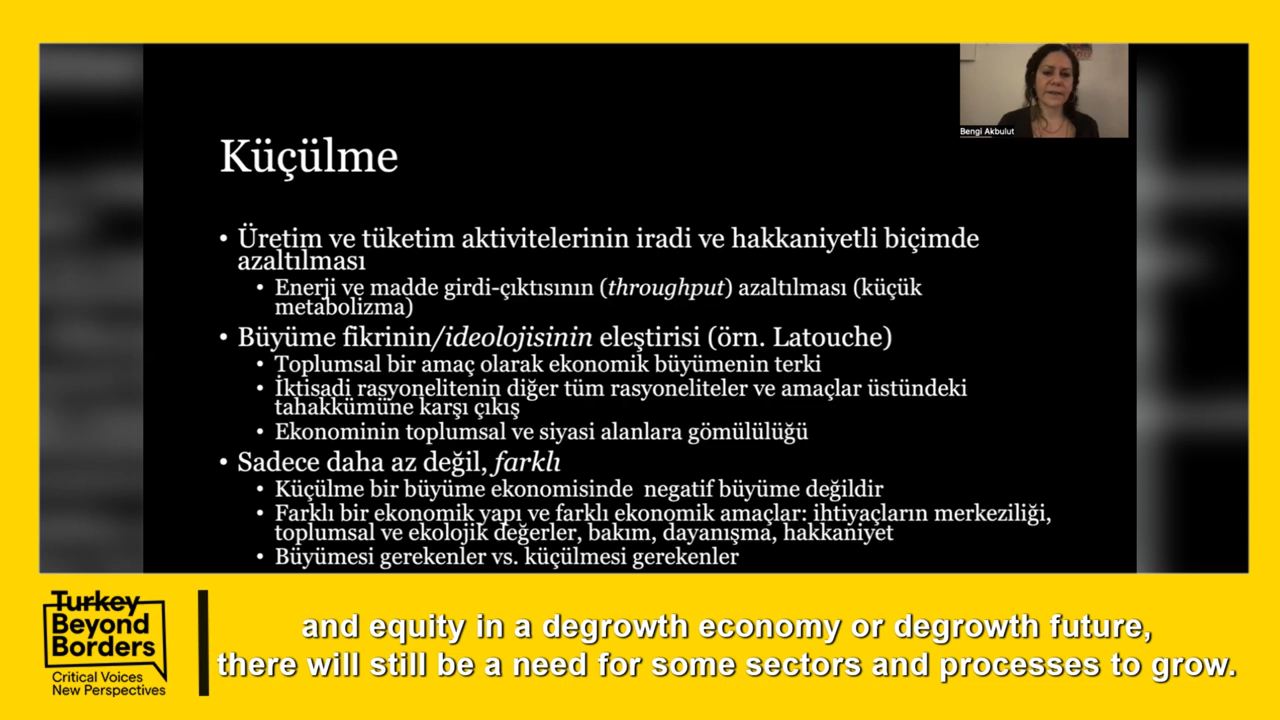 Bengi Akbulut
Küçülme
• Üretim ve tüketim aktivitelerinin iradi ve hakkaniyetli biçimde
azaltılması
• Enerji ve madde girdi-çıktısının (throughput) azaltılması (küçük
metabolizma)
• Büyüme fikrinin/ideolojisinin eleştirisi (örn. Latouche)
• Toplumsal bir amaç olarak ekonomik büyümenin terki
• İktisadi rasyonelitenin diğer tüm rasyoneliteler ve amaçlar üstündeki
tahakkümüne karşı çıkış
• Ekonominin toplumsal ve siyasi alanlara gömülülüğü
• Sadece daha az değil, farklı
• Küçülme bir büyüme ekonomisinde negatif büyüme değildir
• Farklı bir ekonomik yapı ve farklı ekonomik amaçlar: ihtiyaçların merkeziliği,
toplumsal ve ekolojik değerler, bakım, dayanışma, hakkaniyet
• Büyümesi gerekenler vs. küçülmesi gerekenler
Turkey
Beyond
Borders
Critical Voices
New Perspectives
and equity in a degrowth economy or degrowth future,
there will still be a need for some sectors and processes to grow.